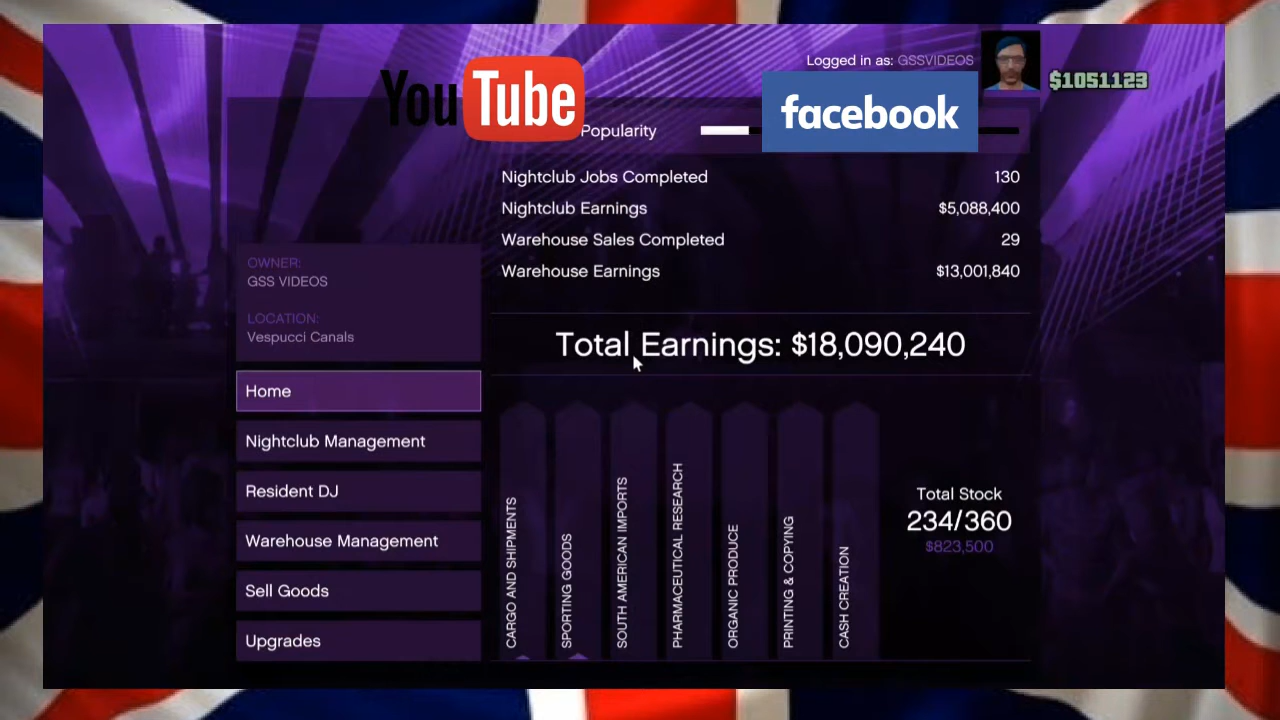 Logged in as: GSSVIDEOS
$1051123
YouTube
facebook
Popularity
Nightclub Jobs Completed 130
Nightclub Earnings $5,088,400
Warehouse Sales Completed 29
Warehouse Earnings $13,001,840
OWNER:
GSS VIDEOS
LOCATION:
Vespucci Canals
Total Earnings: $18,090,240
Home
Nightclub Management
Resident DJ
Warehouse Management
Sell Goods
Upgrades
CARGO AND SHIPMENTS
SPORTING GOODS
SOUTH AMERICAN IMPORTS
PHARMACEUTICAL RESEARCH
ORGANIC PRODUCE
PRINTING & COPYING
CASH CREATION
Total Stock
234/360
$823,500